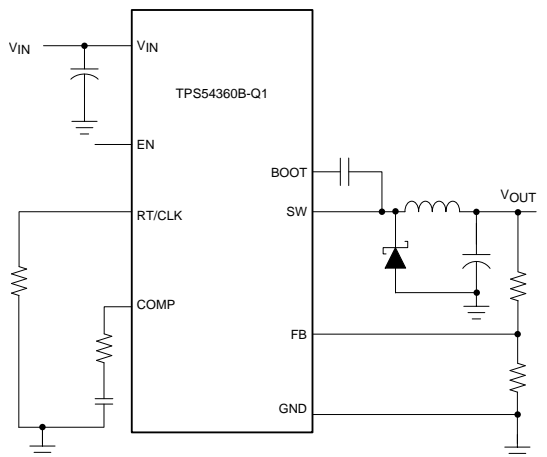 VIN
VIN
TPS54360B-Q1
EN
BOOT
VOUT
RT/CLK
SW
COMP
FB
GND